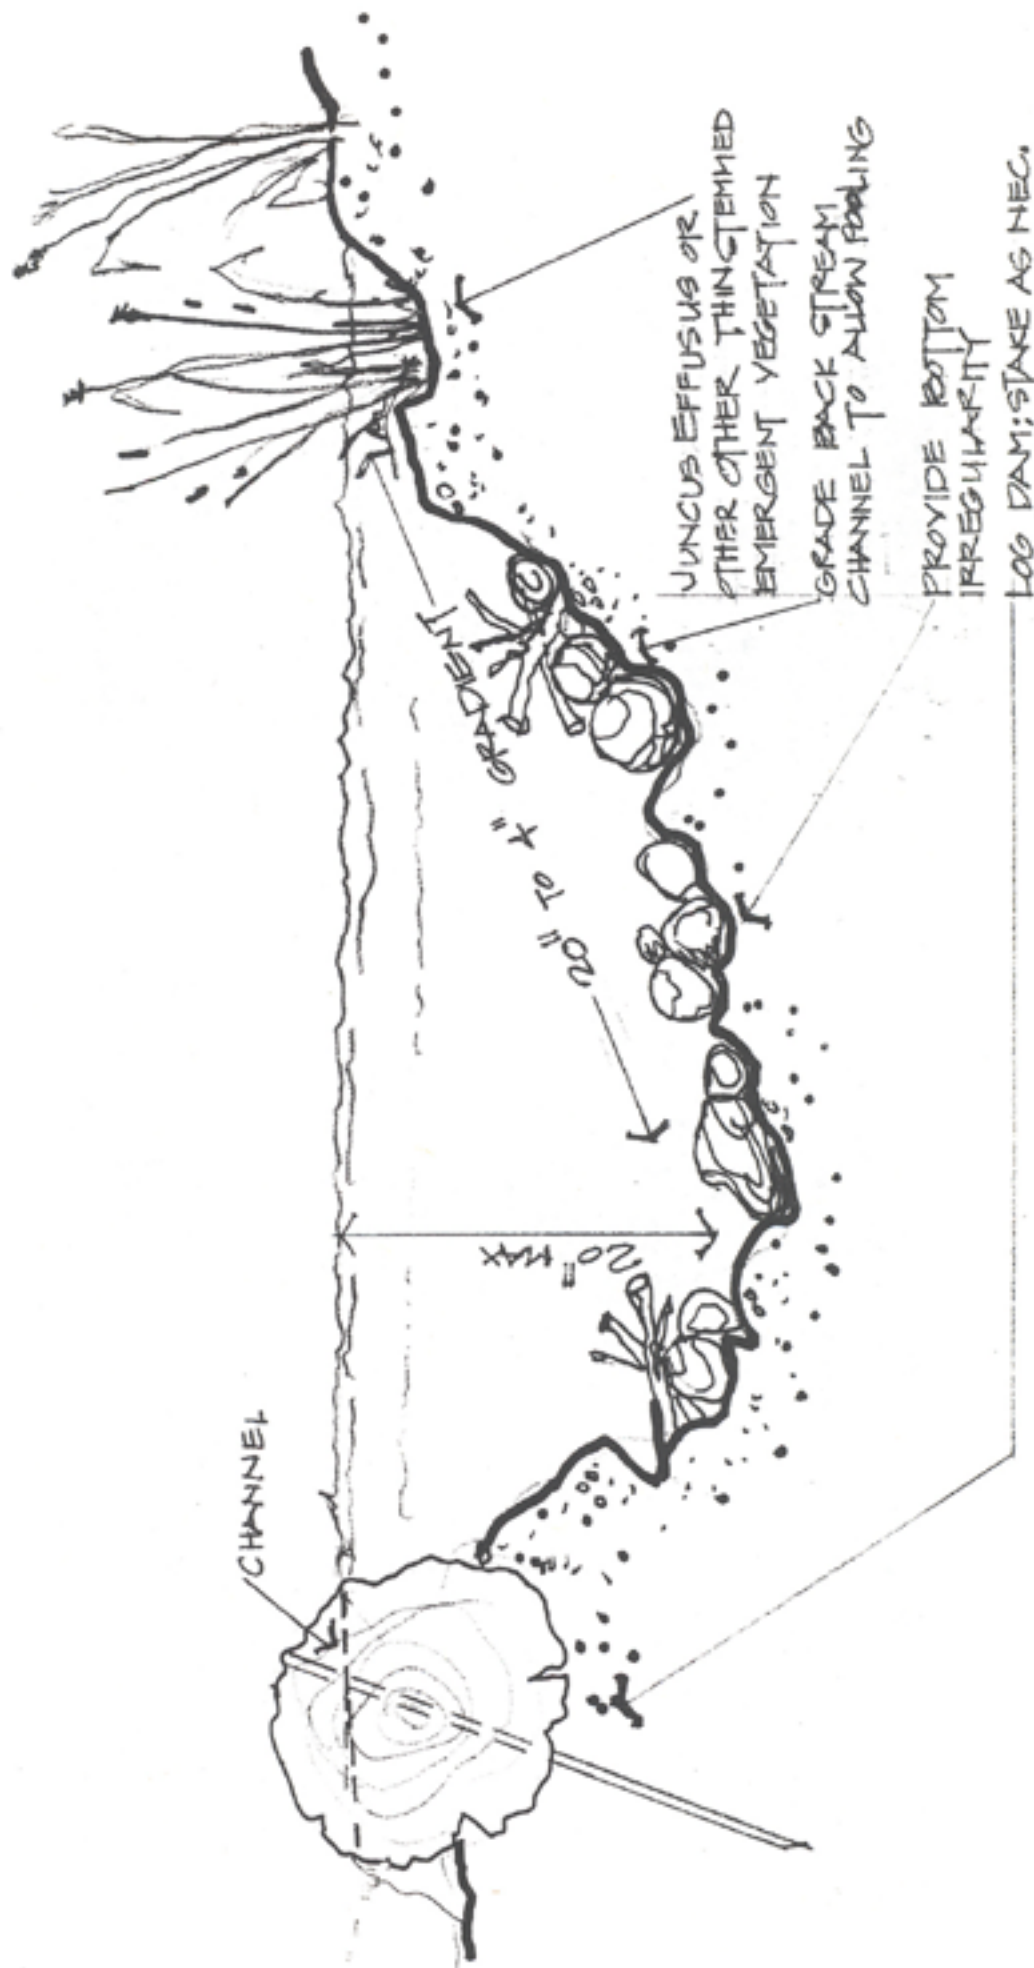 CHANNEL
20" MAX
20" TO 4" GRADIENT
JUNCUS EFFUSUS OR
OTHER OTHER THINSTEMMED
EMERGENT VEGETATION
GRADE BACK STREAM
CHANNEL TO ALLOW POOLING
PROVIDE BOTTOM
IRREGULARITY
LOG DAM: STAKE AS NEC.